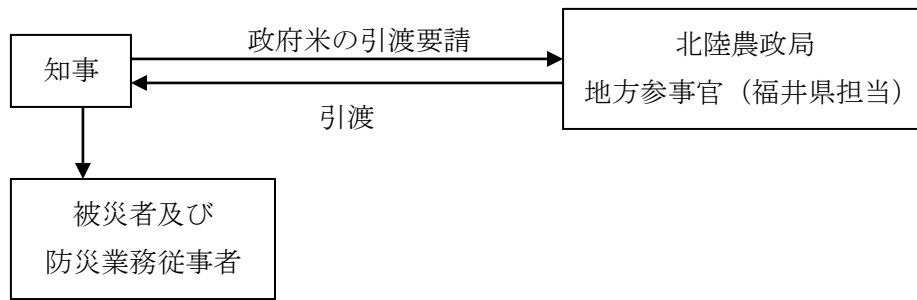 政府米の引渡要請
知事
北陸農政局
地方参事官（福井県担当）
引渡
被災者及び
防災業務従事者